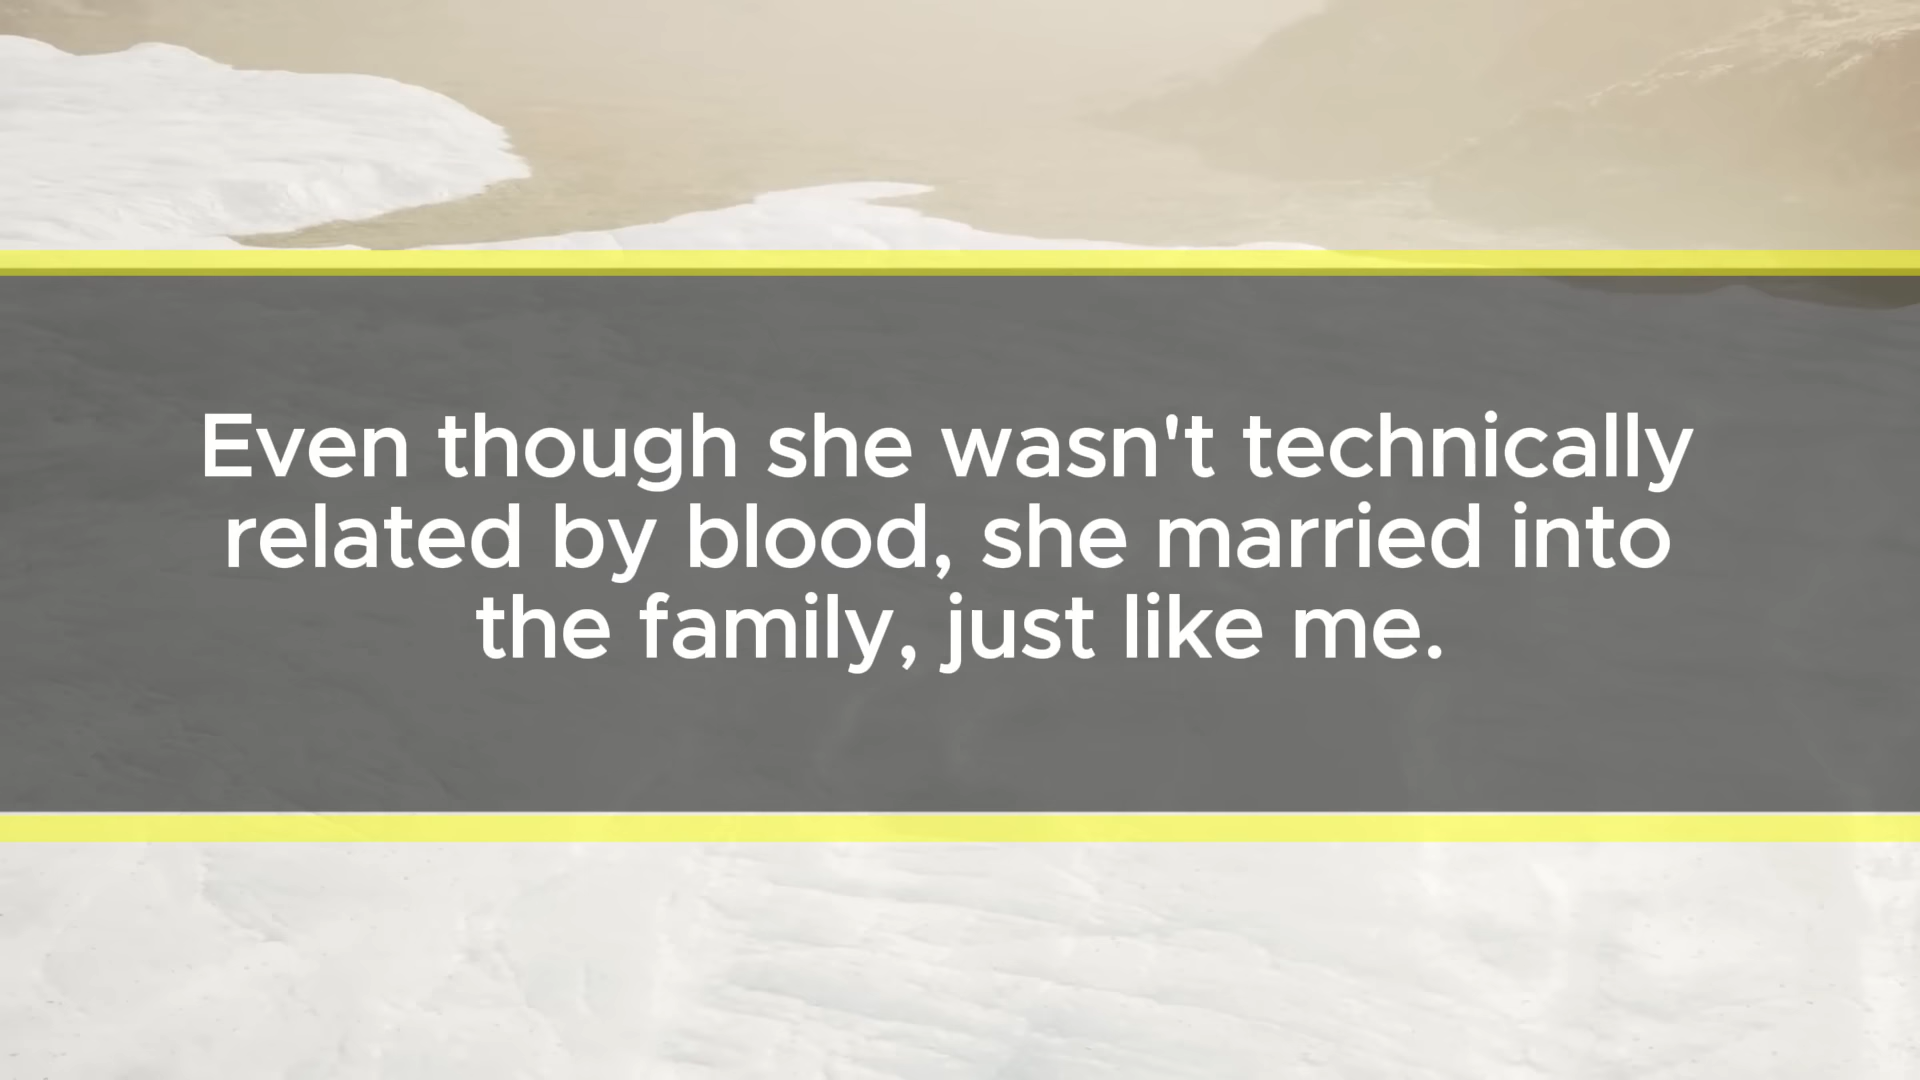 Even though she wasn't technically
related by blood, she married into
the family, just like me.